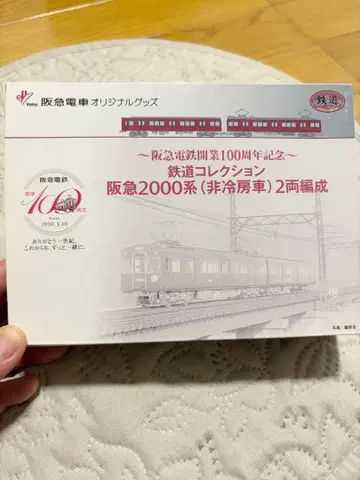 Hankyu 阪急電車オリジナルグッズ
鉄道
～阪急電鉄開業100周年記念～
鉄道コレクション
阪急2000系(非冷房車)2両編成
阪急電鉄
開業 100 周年
1910.3.10
ありがとう一世紀。
これからも、ずっと一緒に。